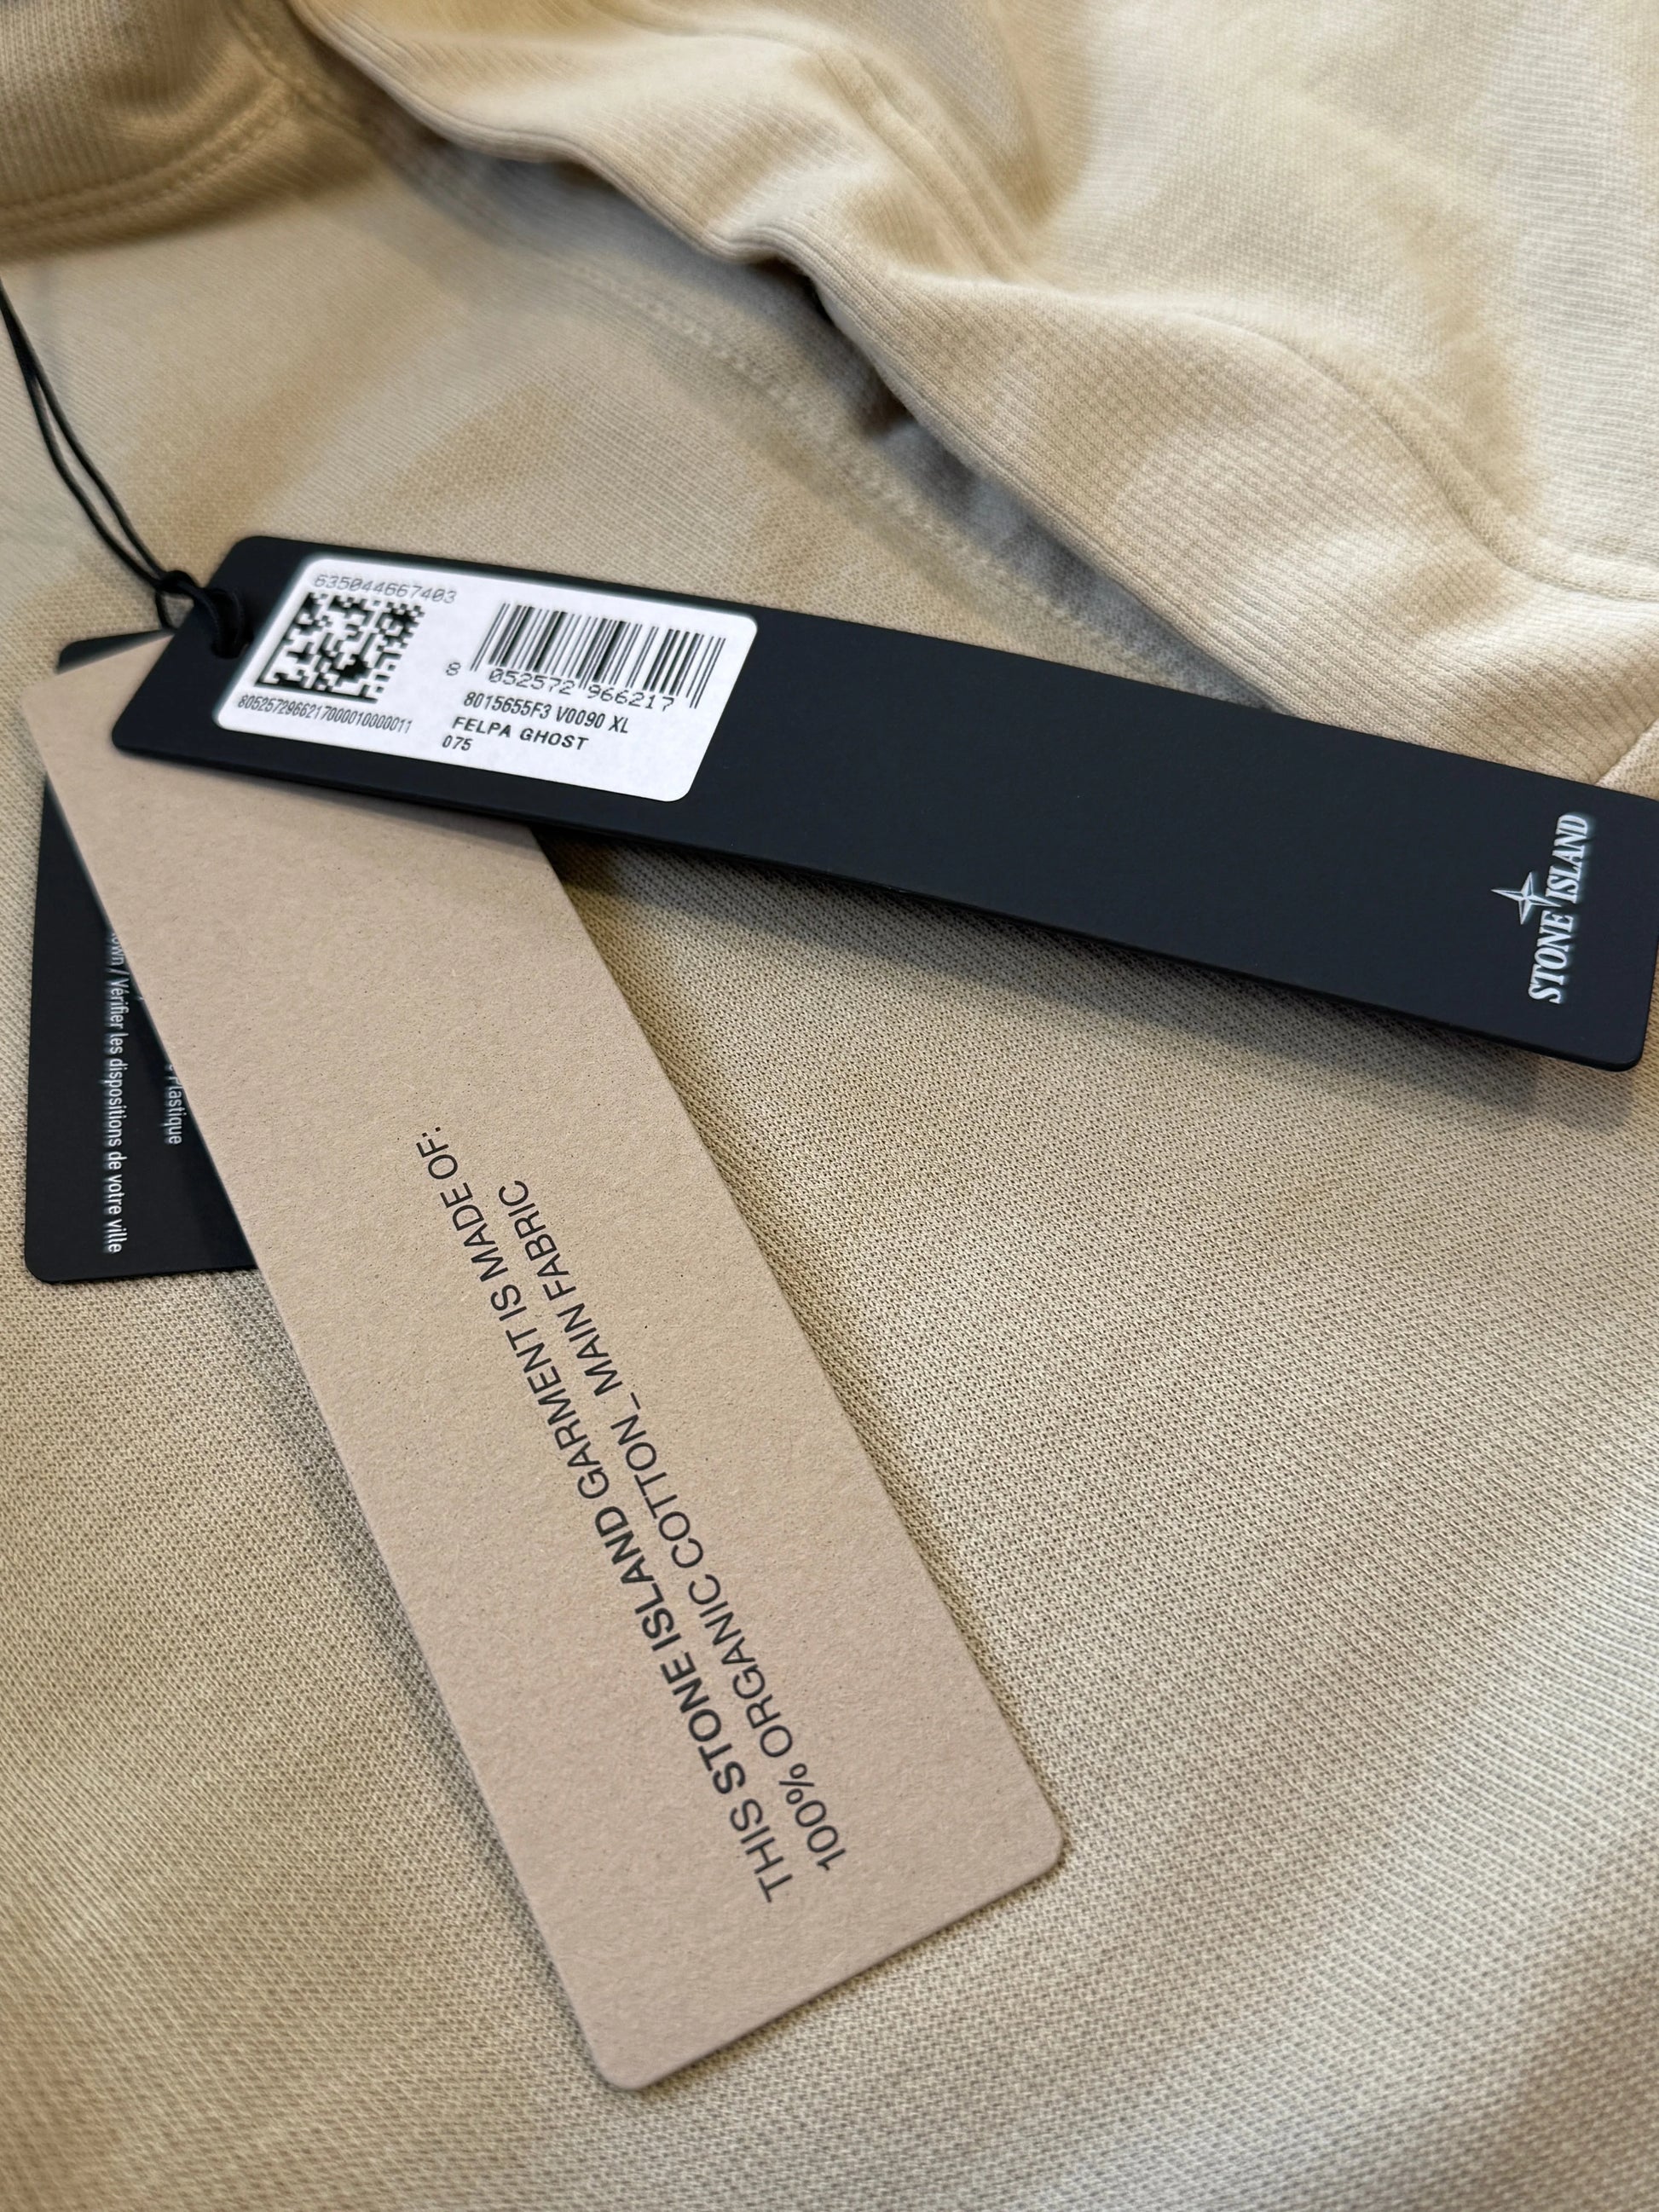 635044667403
8 052572 966217
8052572966217000010000011
8015655F3 V0090 XL
FELPA GHOST
075
STONE ISLAND
THIS STONE ISLAND GARMENT IS MADE OF:
100% ORGANIC COTTON_ MAIN FABRIC
Plastique
/ Vérifier les dispositions de votre ville